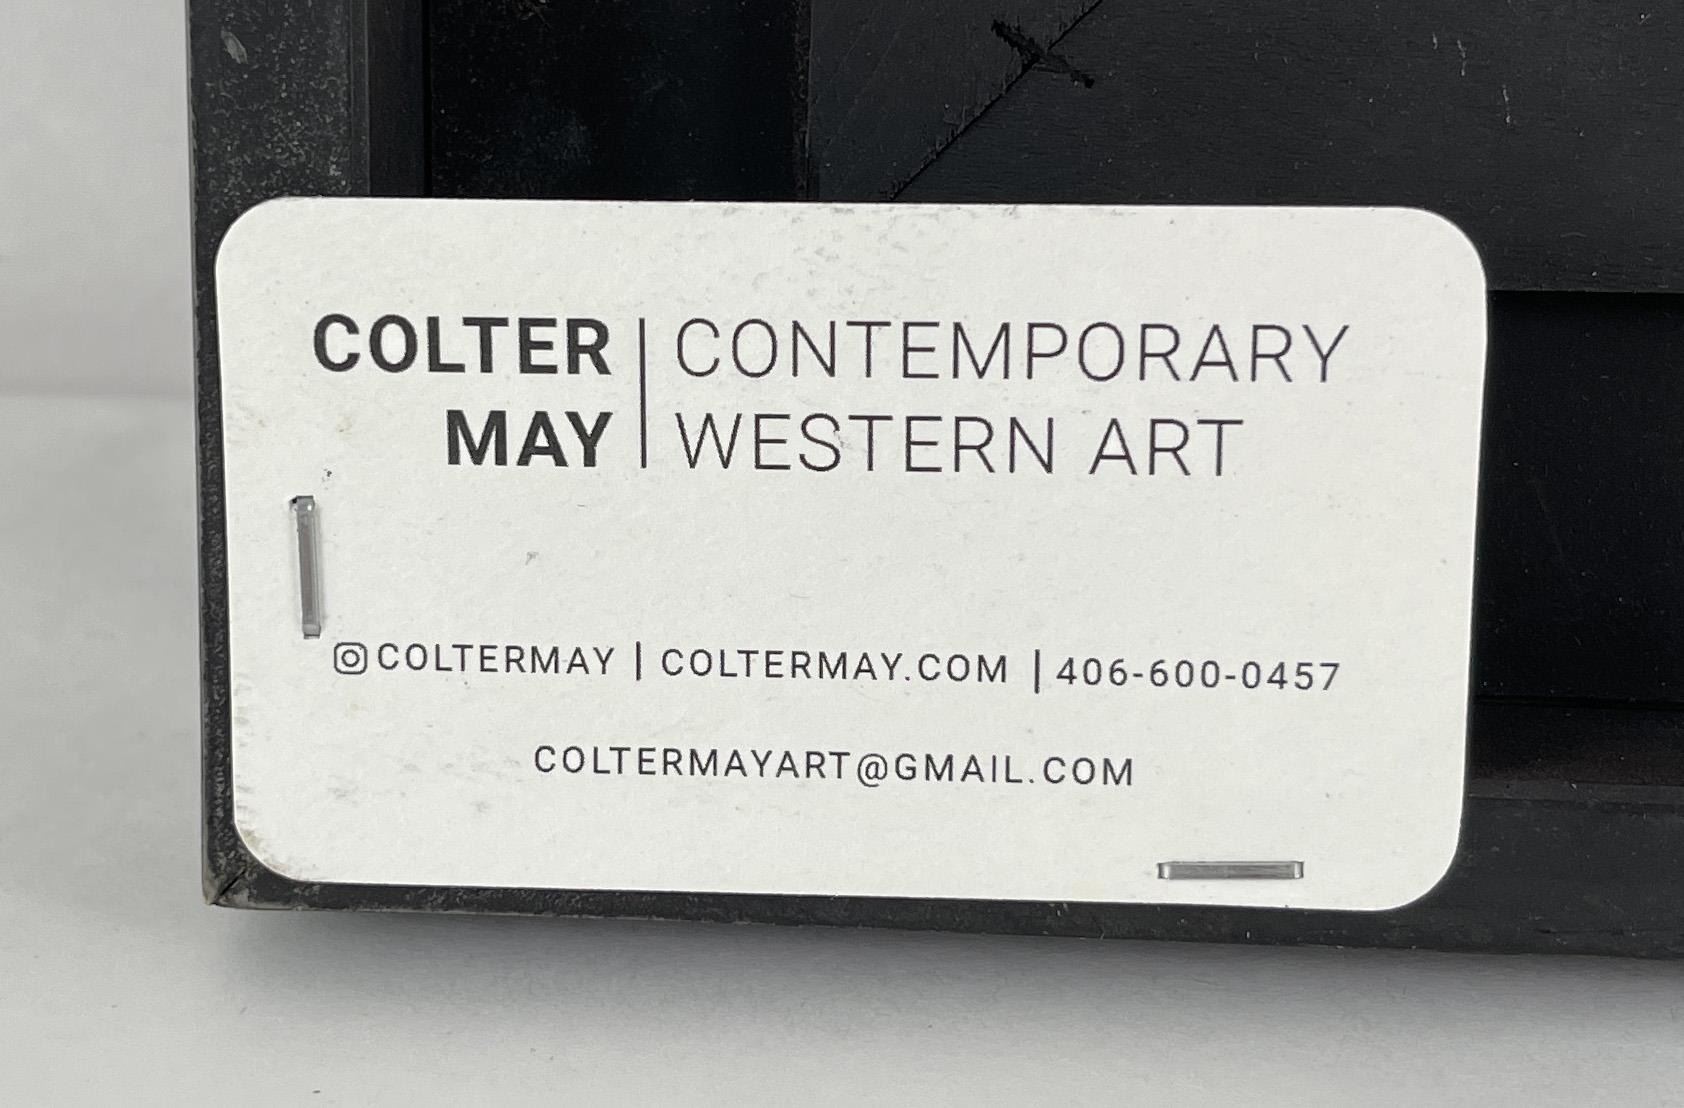 COLTER | CONTEMPORARY
MAY | WESTERN ART
COLTERMAY | COLTERMAY.COM | 406-600-0457
COLTERMAYART@GMAIL.COM